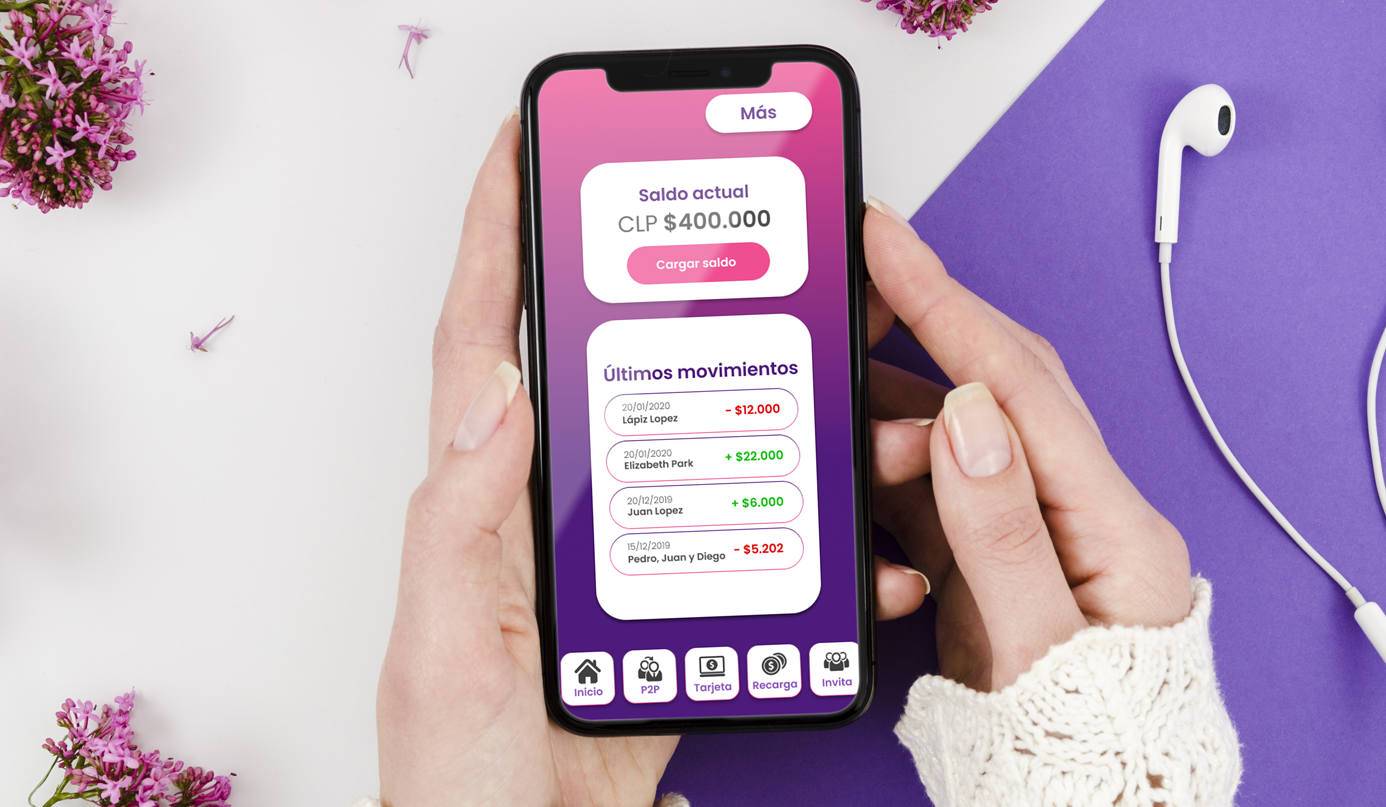 Más
Saldo actual
CLP $400.000
Cargar saldo
Últimos movimientos
20/01/2020
Lápiz Lopez
- $12.000
20/01/2020
Elizabeth Park
+ $22.000
20/12/2019
Juan Lopez
+ $6.000
15/12/2019
Pedro, Juan y Diego
- $5.202
Inicio
P2P
Tarjeta
Recarga
Invita